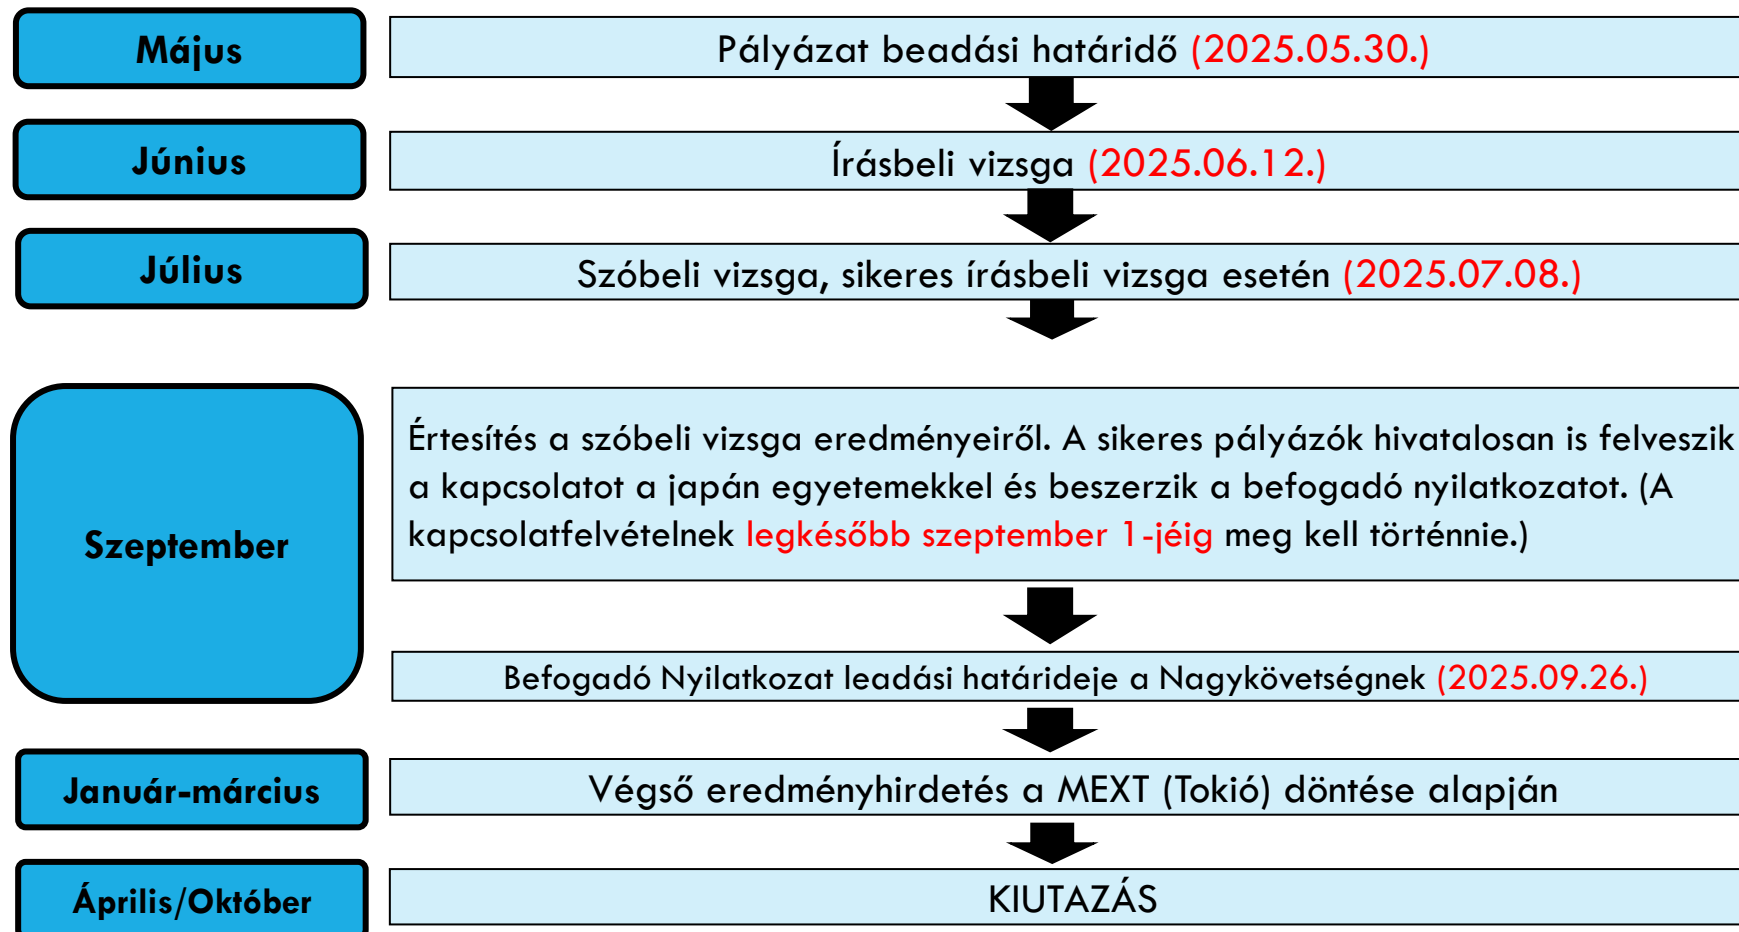 Május
Pályázat beadási határidő (2025.05.30.)
Június
Írásbeli vizsga (2025.06.12.)
Július
Szóbeli vizsga, sikeres írásbeli vizsga esetén (2025.07.08.)
Szeptember
Értesítés a szóbeli vizsga eredményeiről. A sikeres pályázók hivatalosan is felveszik
a kapcsolatot a japán egyetemekkel és beszerzik a befogadó nyilatkozatot. (A
kapcsolatfelvételnek legkésőbb szeptember 1-jéig meg kell történnie.)
Befogadó Nyilatkozat leadási határideje a Nagykövetségnek (2025.09.26.)
Január-március
Végső eredményhirdetés a MEXT (Tokió) döntése alapján
Április/Október
KIUTAZÁS